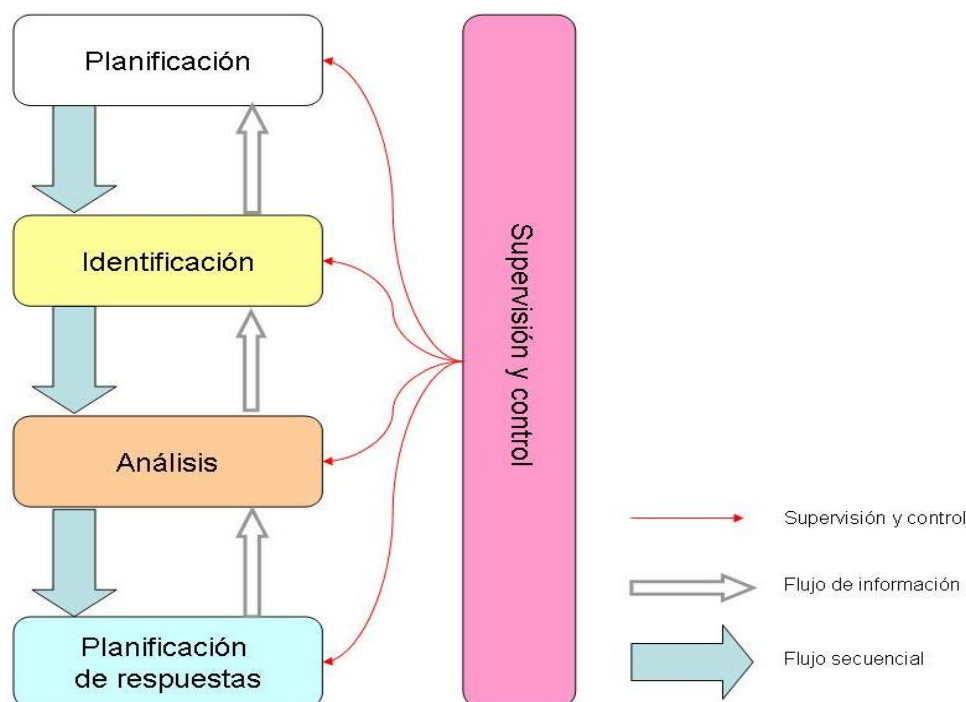 Planificación
Identificación
Análisis
Planificación
de respuestas
Supervisión y control
Supervisión y control
Flujo de información
Flujo secuencial